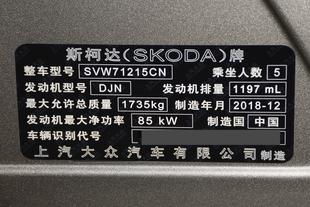 斯柯达(SKODA)牌
整车型号 SVW71215CN 乘坐人数 5
发动机型号 DJN 发动机排量 1197 mL
最大允许总质量 1735kg 制造年月 2018-12
发动机最大净功率 85 kW 制造国 中国
车辆识别代号
上汽大众汽车有限公司 制造